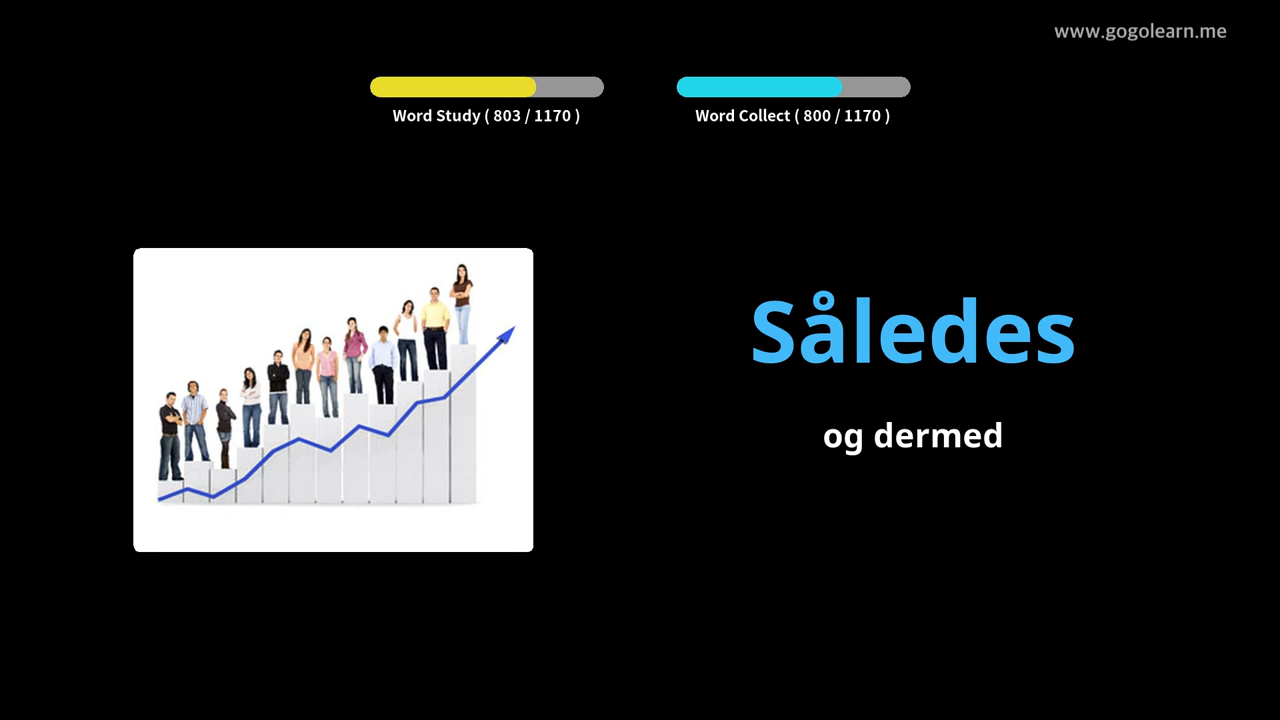 www.gogolearn.me
Word Study ( 803 / 1170 )
Word Collect ( 800 / 1170 )
Således
og dermed